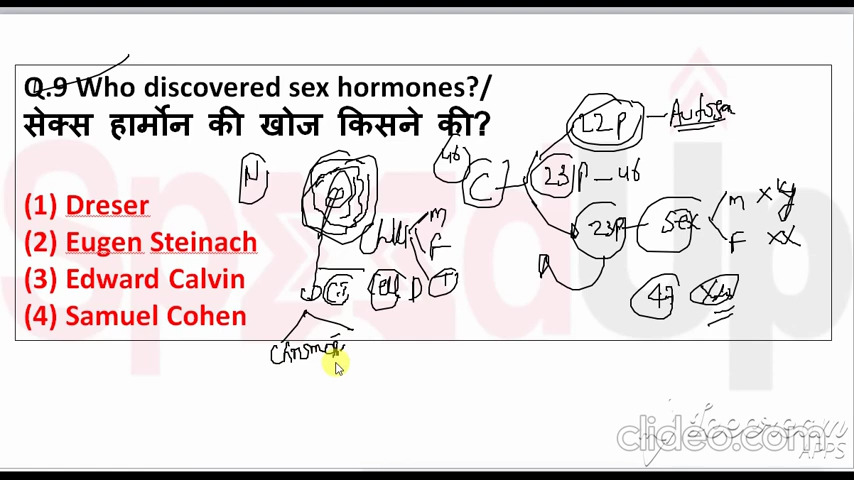 Q.9 Who discovered sex hormones?/
सेक्स हार्मोन की खोज किसने की?
(1) Dreser
(2) Eugen Steinach
(3) Edward Calvin
(4) Samuel Cohen
N
46
C
22P
23P - 46
23P
Sex
M XY
F XX
M
F
T
D
47
clideo.com
APPS